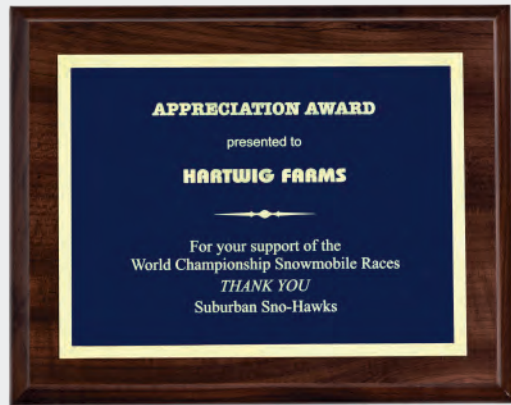 APPRECIATION AWARD
presented to
HARTWIG FARMS
For your support of the
World Championship Snowmobile Races
THANK YOU
Suburban Sno-Hawks